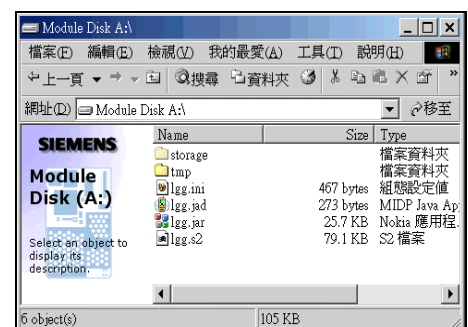 Module Disk A:\
檔案(F) 編輯(E) 檢視(V) 我的最愛(A) 工具(T) 說明(H)
上一頁 搜尋 資料夾 »
網址(D) Module Disk A:\ 移至
SIEMENS
Module
Disk (A:)
Select an object to
display its
description.
Name Size Type
storage 檔案資料夾
tmp 檔案資料夾
lgg.ini 467 bytes 組態設定值
lgg.jad 273 bytes MIDP Java Ap
lgg.jar 25.7 KB Nokia 應用程
lgg.s2 79.1 KB S2 檔案
6 object(s) 105 KB